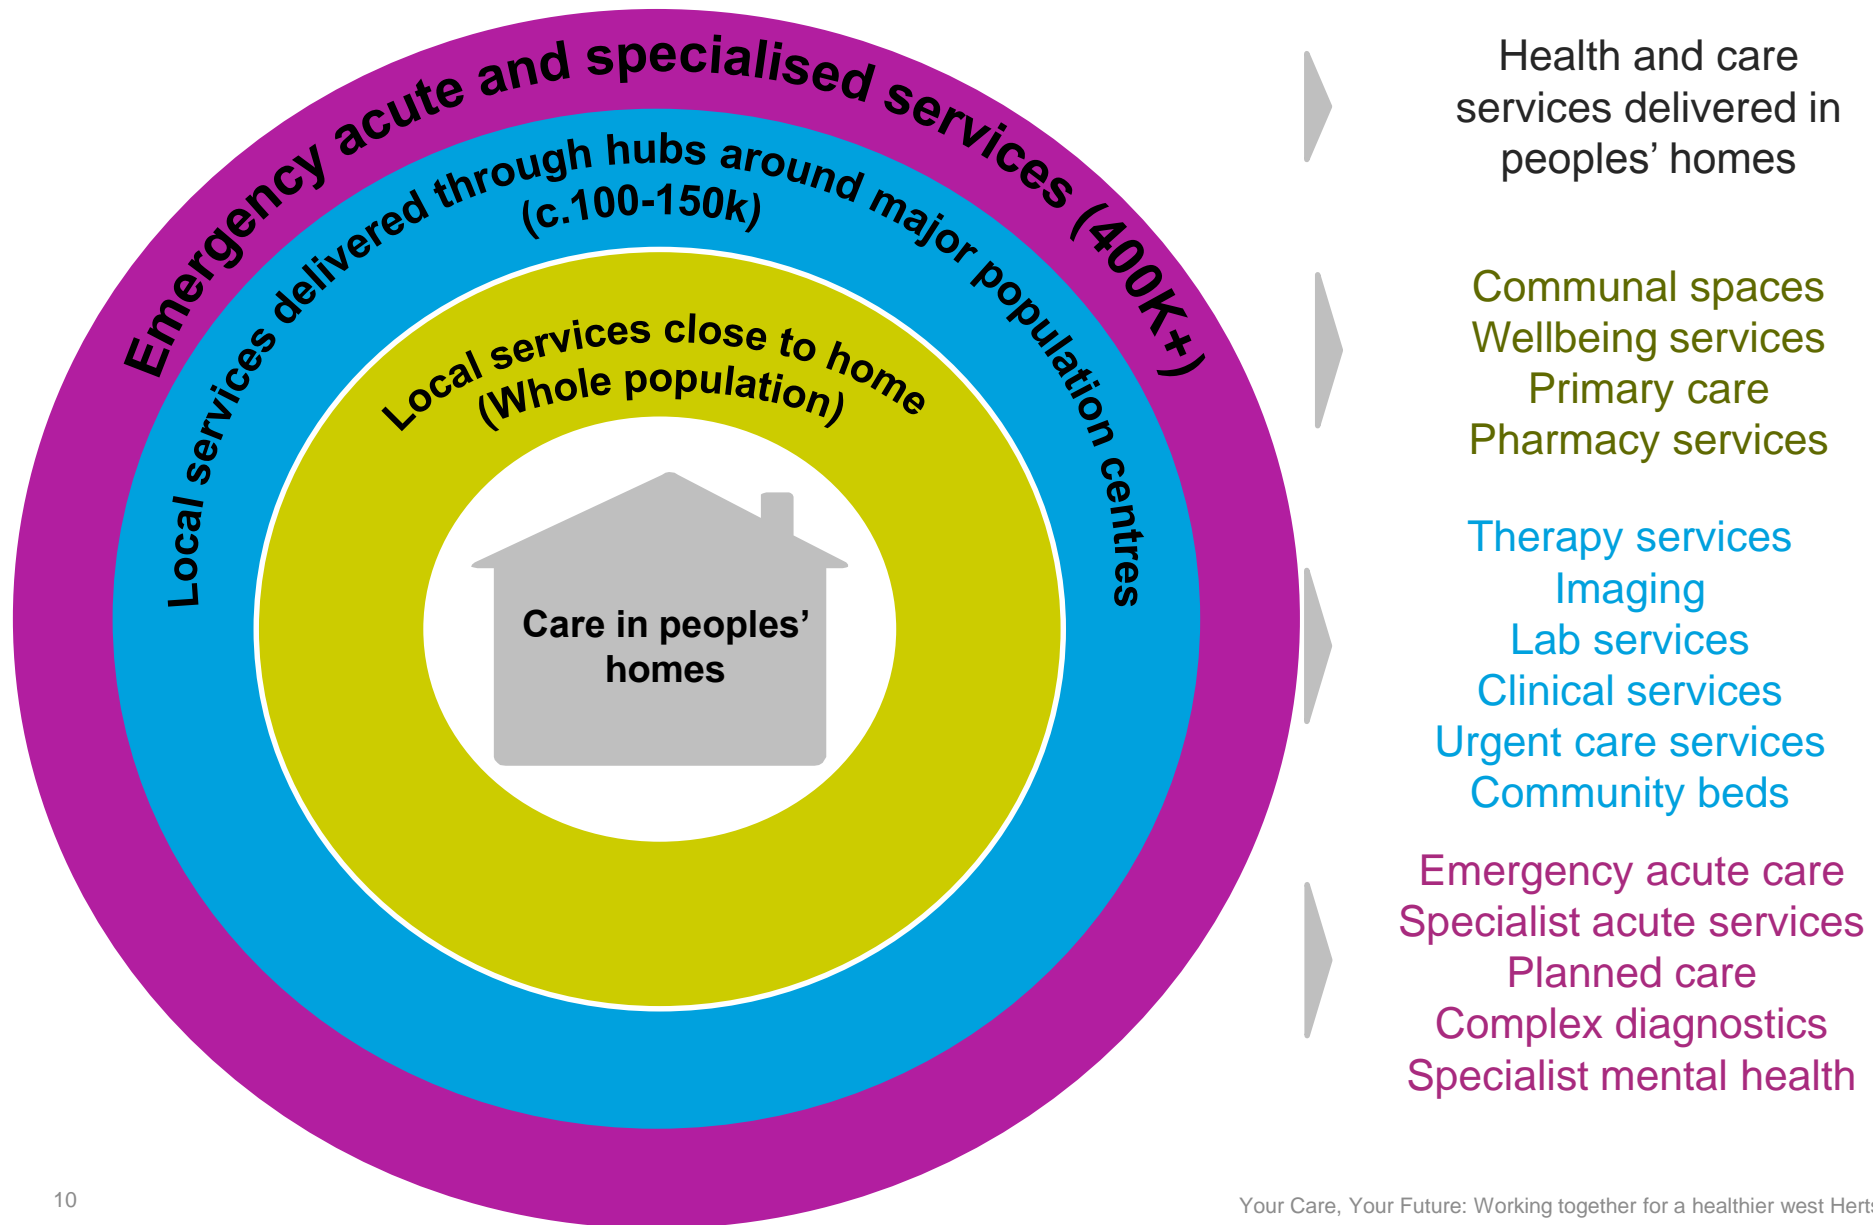 Emergency acute and specialised services (400K+)
Local services delivered through hubs around major population centres
(c.100-150k)
Local services close to home
(Whole population)
Care in peoples’
homes
Health and care
services delivered in
peoples’ homes
Communal spaces
Wellbeing services
Primary care
Pharmacy services
Therapy services
Imaging
Lab services
Clinical services
Urgent care services
Community beds
Emergency acute care
Specialist acute services
Planned care
Complex diagnostics
Specialist mental health
10
Your Care, Your Future: Working together for a healthier west Herts